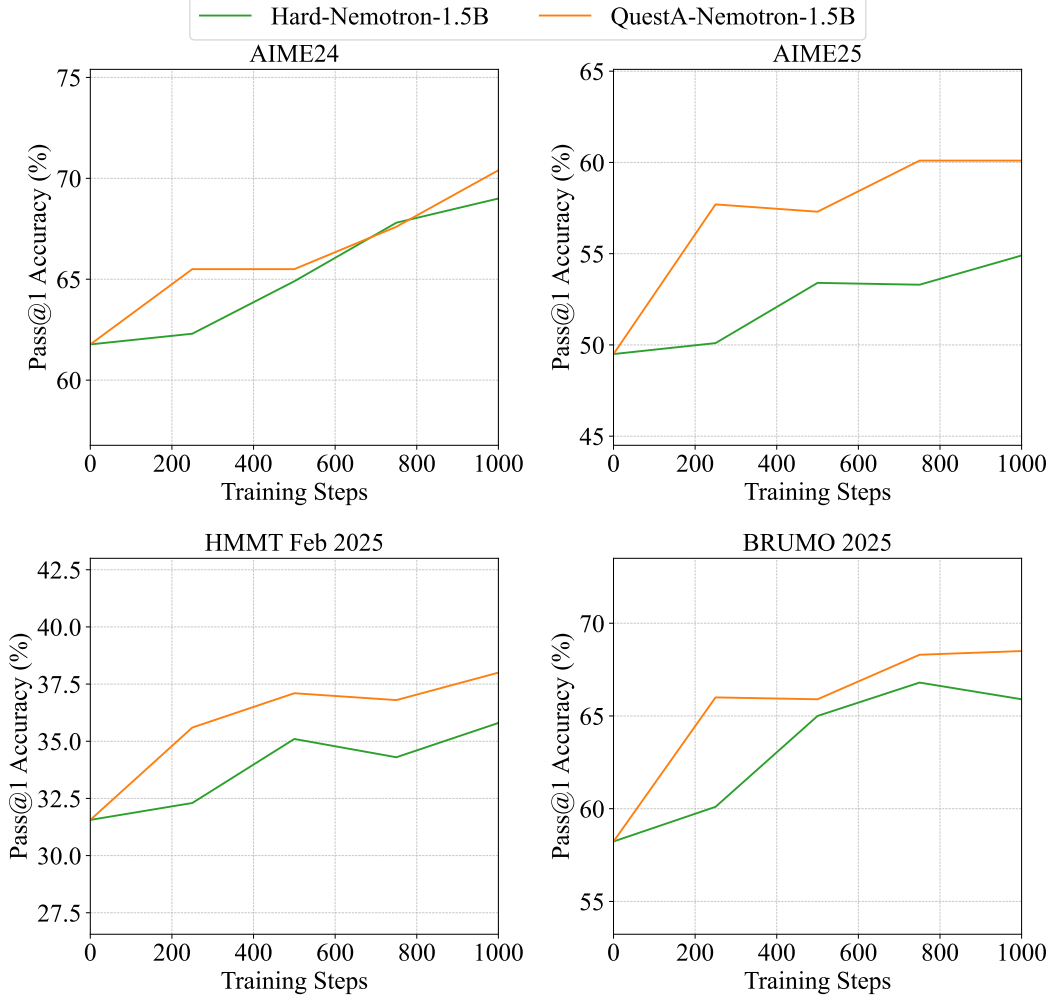 Hard-Nemotron-1.5B QuestA-Nemotron-1.5B
AIME24
Pass@1 Accuracy (%)
75
70
65
60
0 200 400 600 800 1000
Training Steps
AIME25
Pass@1 Accuracy (%)
65
60
55
50
45
0 200 400 600 800 1000
Training Steps
HMMT Feb 2025
Pass@1 Accuracy (%)
42.5
40.0
37.5
35.0
32.5
30.0
27.5
0 200 400 600 800 1000
Training Steps
BRUMO 2025
Pass@1 Accuracy (%)
70
65
60
55
0 200 400 600 800 1000
Training Steps